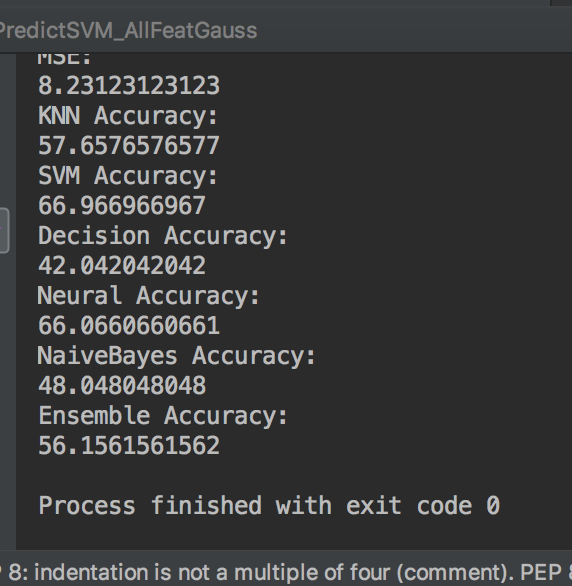 PredictSVM_AllFeatGauss
MSE:
8.23123123123
KNN Accuracy:
57.6576576577
SVM Accuracy:
66.966966967
Decision Accuracy:
42.042042042
Neural Accuracy:
66.0660660661
NaiveBayes Accuracy:
48.048048048
Ensemble Accuracy:
56.1561561562
Process finished with exit code 0
P 8: indentation is not a multiple of four (comment). PEP 8